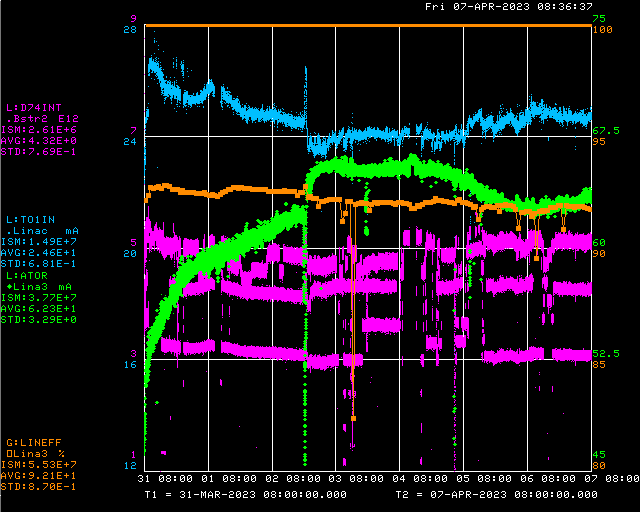 Fri 07-APR-2023 08:36:37
9 75
28 100
L:D74INT
.Bstr2 E12
ISM:2.61E+6
AVG:4.32E+0
STD:7.69E-1
7 67.5
24 95
L:TO1IN
.Linac mA
ISM:1.49E+7
AVG:2.46E+1
STD:6.81E-1
5 60
20 90
L:ATOR
◆Lina3 mA
ISM:3.77E+7
AVG:6.23E+1
STD:3.29E+0
3 52.5
16 85
G:LINEFF
□Lina3 %
ISM:5.53E+7
AVG:9.21E+1
STD:8.70E-1
1 45
12 80
31 08:00 01 08:00 02 08:00 03 08:00 04 08:00 05 08:00 06 08:00 07 08:00
T1 = 31-MAR-2023 08:00:00.000 T2 = 07-APR-2023 08:00:00.000